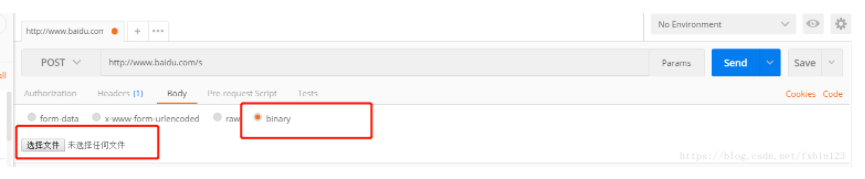 http://www.baidu.com + ••• No Environment
POST http://www.baidu.com/s Params Send Save
Authorization Headers (1) Body Pre-request Script Tests Cookies Code
form-data x-www-form-urlencoded raw binary
选择文件 未选择任何文件
https://blog.csdn.net/fxbin123